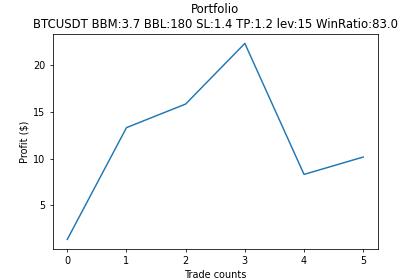 Portfolio
BTCUSDT BBM:3.7 BBL:180 SL:1.4 TP:1.2 lev:15 WinRatio:83.0
20
15
10
5
Profit ($)
0 1 2 3 4 5
Trade counts